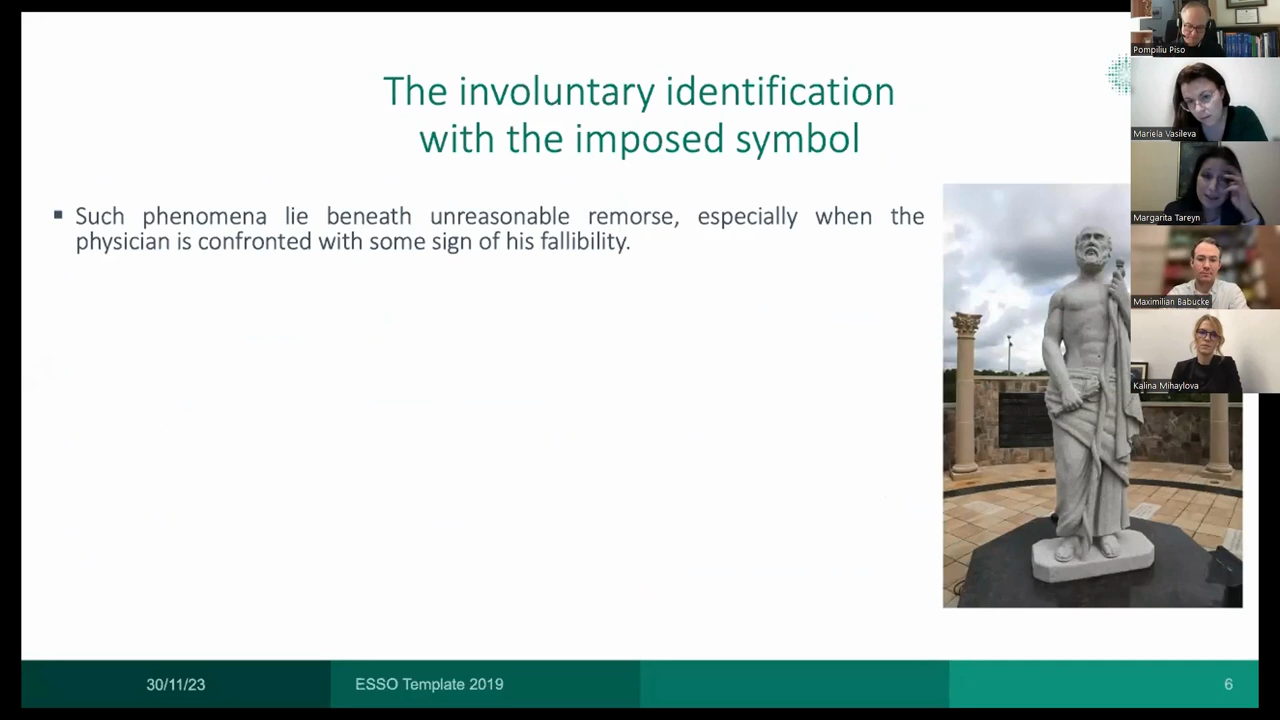 The involuntary identification
with the imposed symbol
Such phenomena lie beneath unreasonable remorse, especially when the
physician is confronted with some sign of his fallibility.
30/11/23
ESSO Template 2019
6
Pompiliu Piso
Mariela Vasileva
Margarita Tareyn
Maximilian Babucke
Kalina Mihaylova